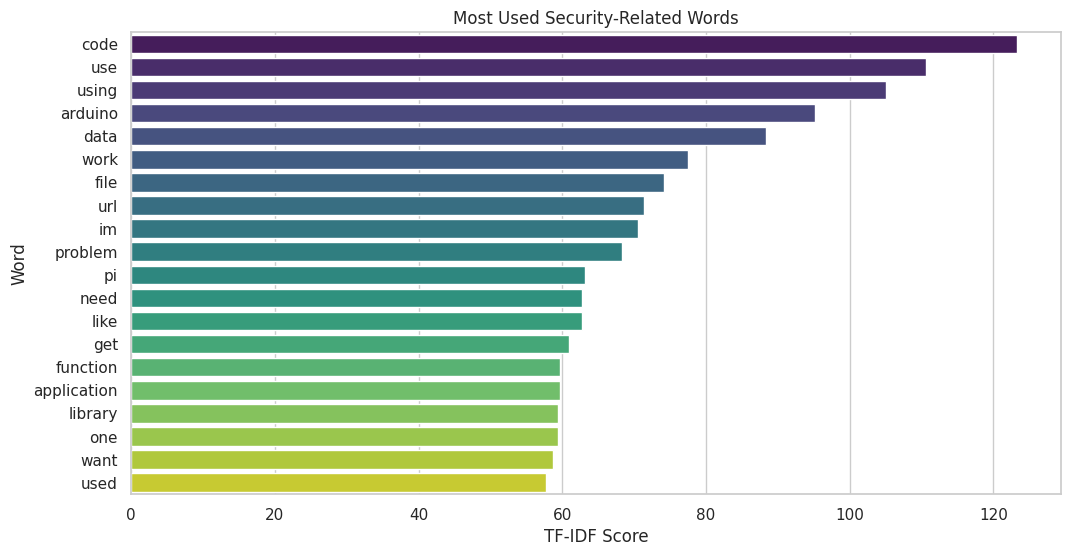 Most Used Security-Related Words
code
use
using
arduino
data
work
file
url
im
problem
pi
need
like
get
function
application
library
one
want
used
Word
0 20 40 60 80 100 120
TF-IDF Score